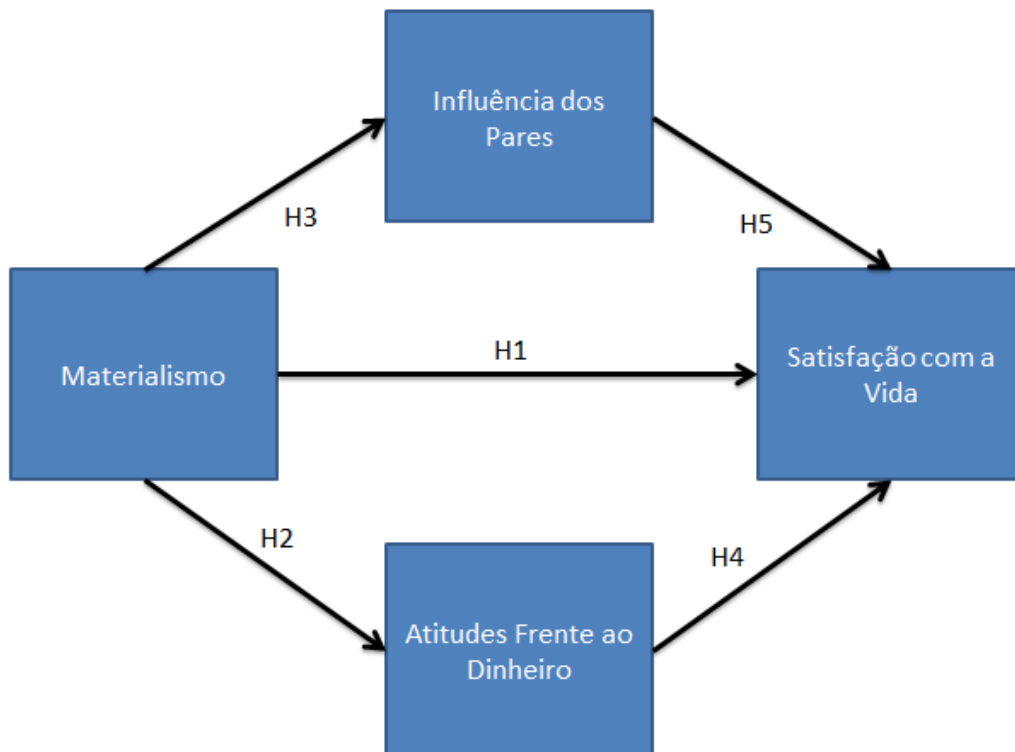 Influência dos
Pares
H3
H5
Materialismo
H1
Satisfação com a
Vida
H2
H4
Atitudes Frente ao
Dinheiro